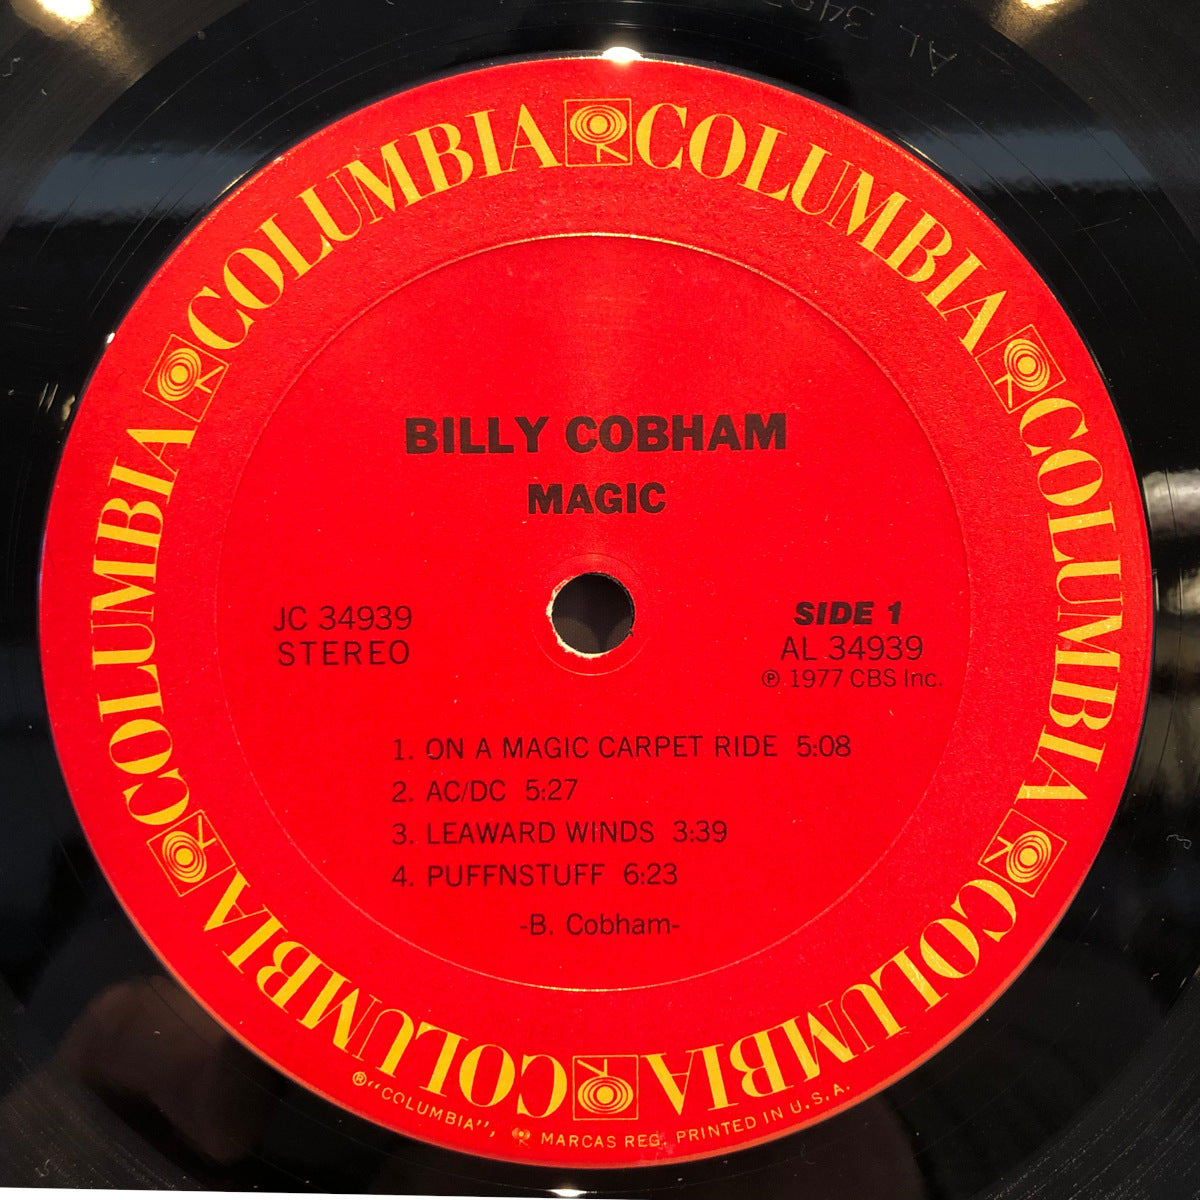 COLUMBIA COLUMBIA COLUMBIA COLUMBIA COLUMBIA COLUMBIA
BILLY COBHAM
MAGIC
JC 34939
STEREO
SIDE 1
AL 34939
Ⓟ 1977 CBS Inc.
1. ON A MAGIC CARPET RIDE 5:08
2. AC/DC 5:27
3. LEAWARD WINDS 3:39
4. PUFFNSTUFF 6:23
-B. Cobham-
®"COLUMBIA", MARCAS REG. PRINTED IN U.S.A.